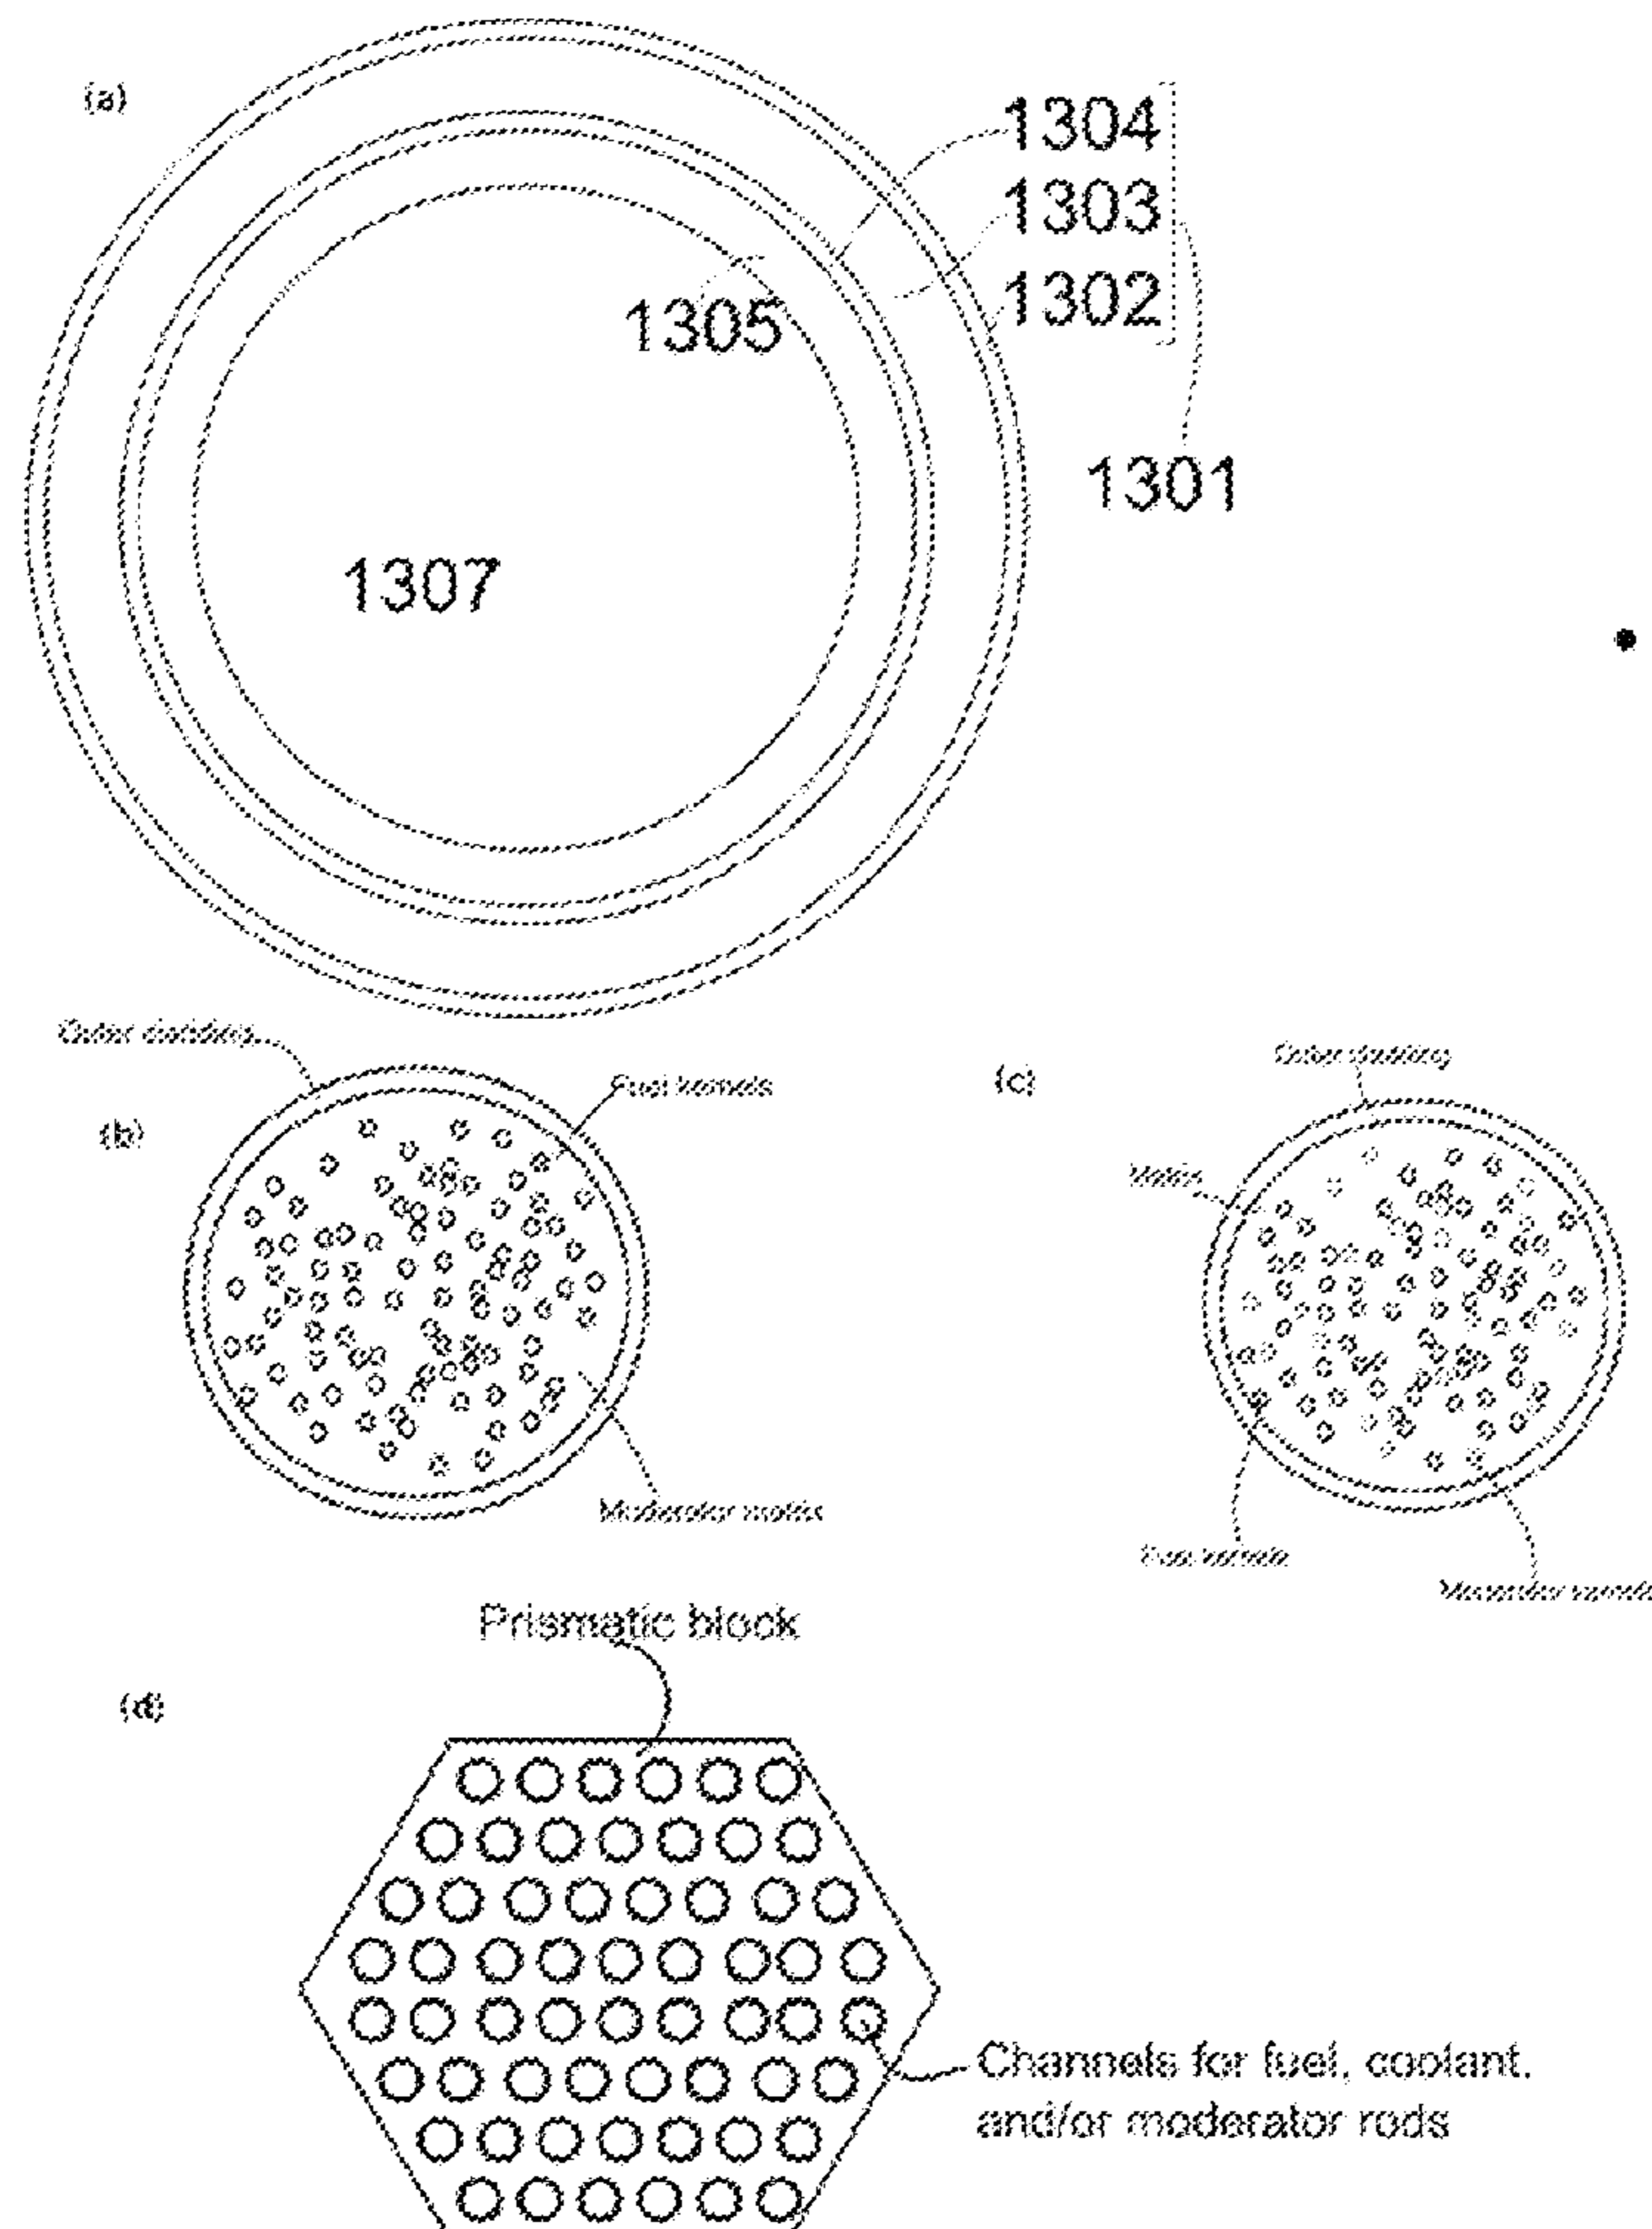 (a)
1304
1303
1302
1305
1301
1307
Outer cladding
Fuel kernels
(b)
Moderator matrix
(c)
Outer cladding
Matrix
Fuel kernels
Prismatic block
(d)
Channels for fuel, coolant,
and/or moderator rods